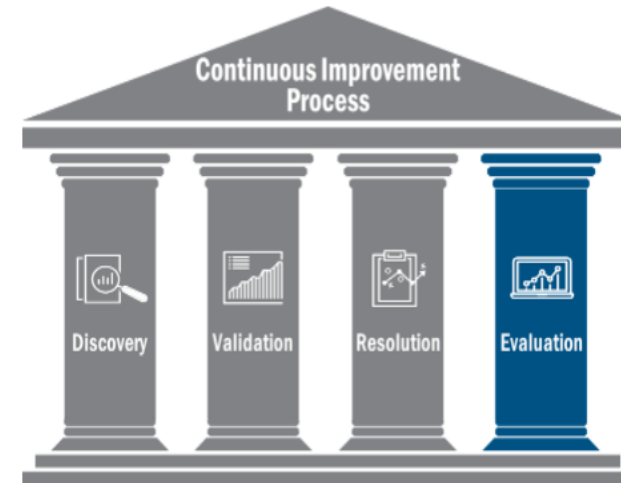 Continuous Improvement
Process
Discovery
Validation
Resolution
Evaluation